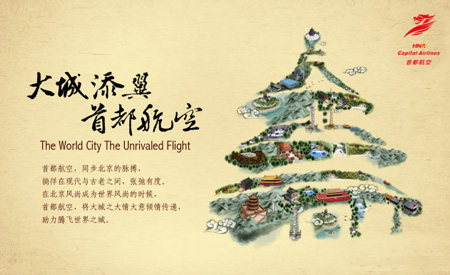 HNA
Capital Airlines
首都航空
大城添翼
首都航空
The World City The Unrivaled Flight
首都航空，同步北京的脉搏，
徜徉在现代与古老之间，张弛有度。
在北京风尚成为世界风尚的时候，
首都航空，将大城之大情大意倾情传递，
助力腾飞世界之城。